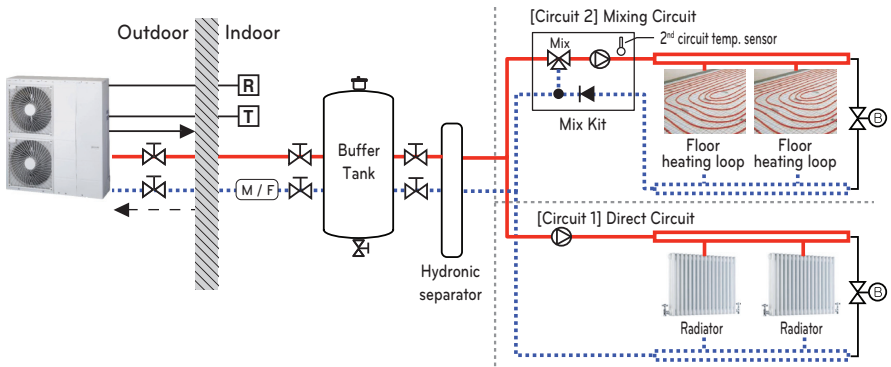 Outdoor
Indoor
R
T
M / F
Buffer
Tank
Hydronic
separator
[Circuit 2] Mixing Circuit
Mix
2nd circuit temp. sensor
Mix Kit
Floor
heating loop
Floor
heating loop
B
[Circuit 1] Direct Circuit
Radiator
Radiator
B